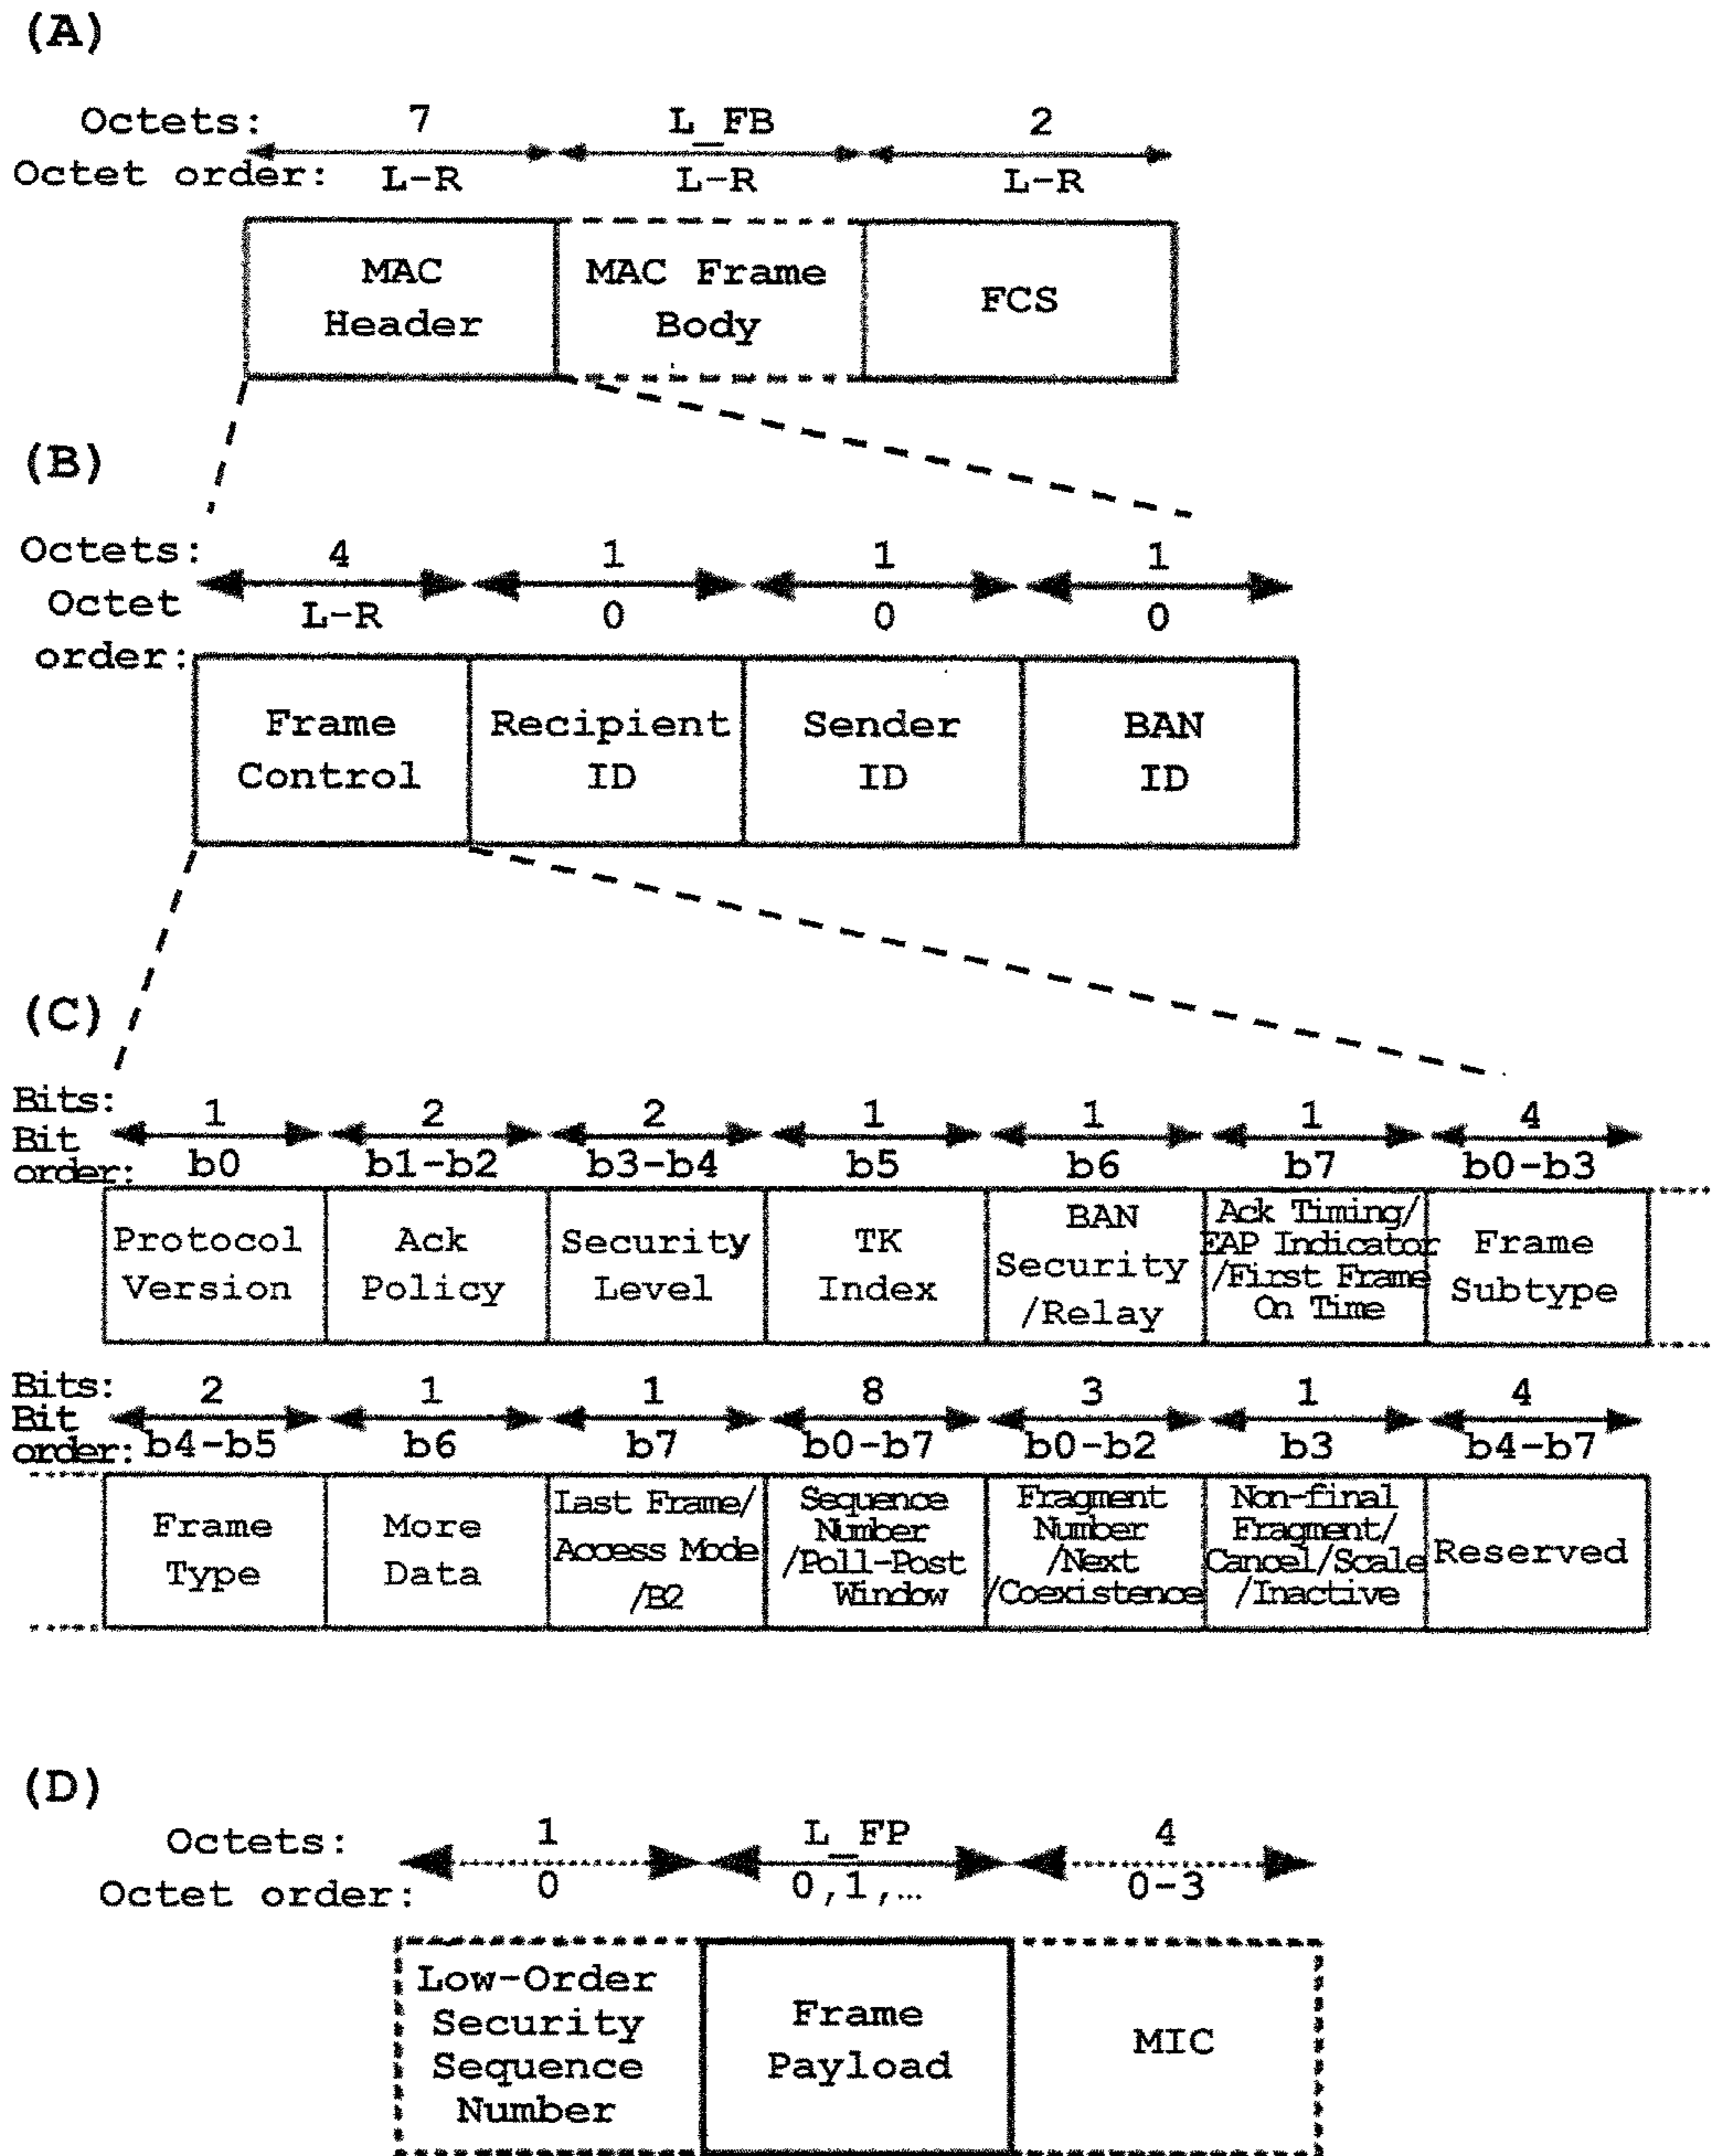 (A)
Octets: 7 L_FB 2
Octet order: L-R L-R L-R
MAC Header
MAC Frame Body
FCS
(B)
Octets: 4 1 1 1
Octet order: L-R 0 0 0
Frame Control
Recipient ID
Sender ID
BAN ID
(C)
Bits: 1 2 2 1 1 1 4
Bit order: b0 b1-b2 b3-b4 b5 b6 b7 b0-b3
Protocol Version
Ack Policy
Security Level
TK Index
BAN Security /Relay
Ack Timing/ EAP Indicator /First Frame On Time
Frame Subtype
Bits: 2 1 1 8 3 1 4
Bit order: b4-b5 b6 b7 b0-b7 b0-b2 b3 b4-b7
Frame Type
More Data
Last Frame/ Access Mode /B2
Sequence Number /Poll-Post Window
Fragment Number /Next /Coexistence
Non-final Fragment/ Cancel/Scale /Inactive
Reserved
(D)
Octets: 1 L_FP 4
Octet order: 0 0,1,… 0-3
Low-Order Security Sequence Number
Frame Payload
MIC